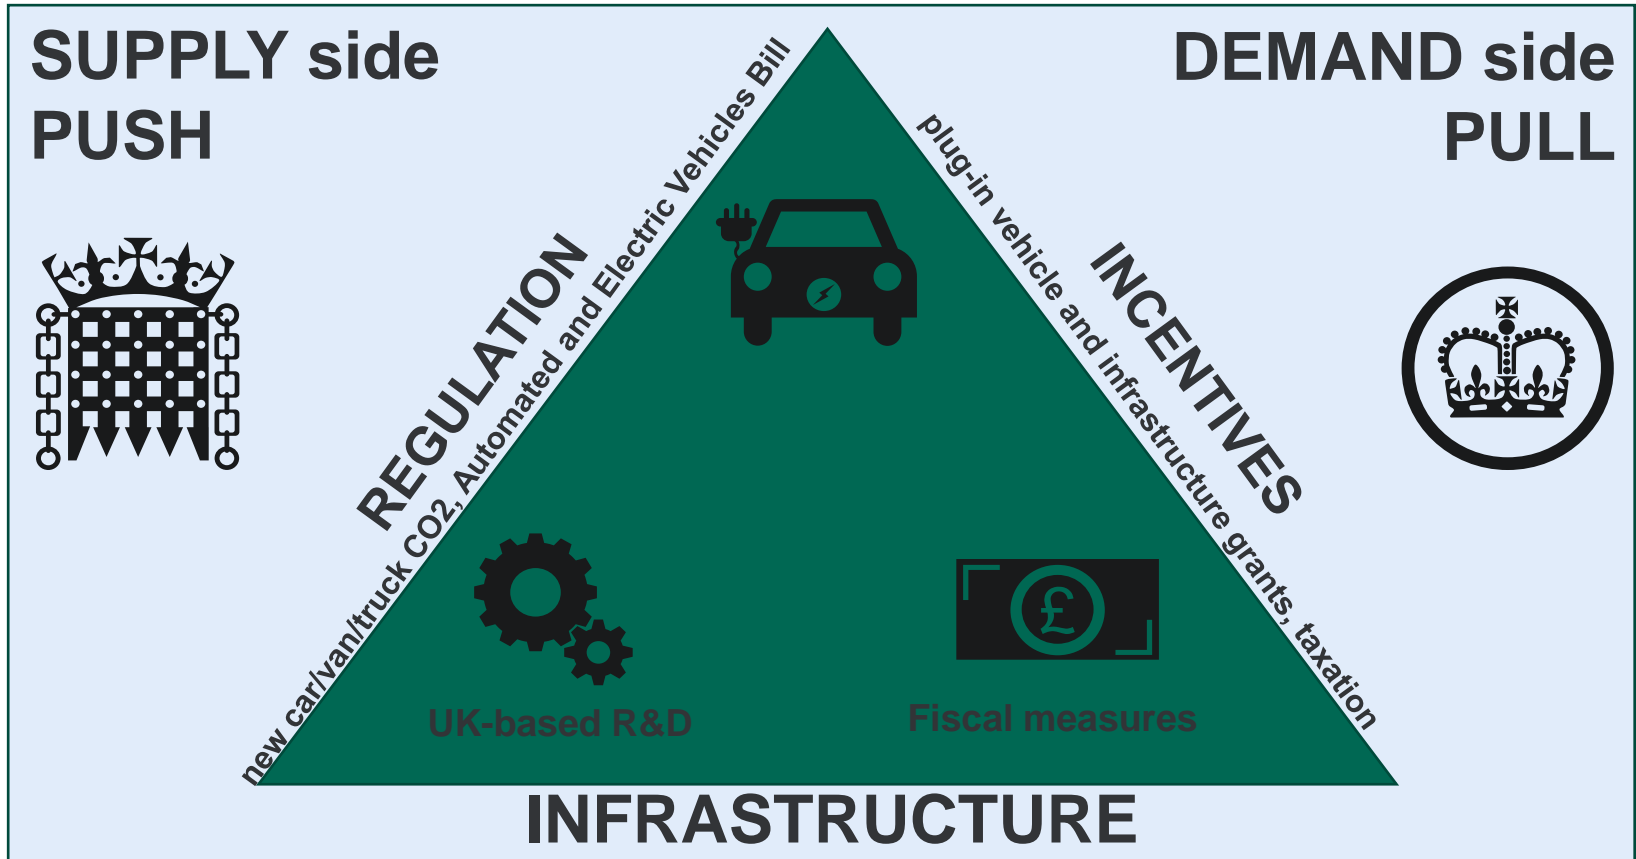 SUPPLY side
PUSH
DEMAND side
PULL
REGULATION
new car/van/truck CO2, Automated and Electric Vehicles Bill
INCENTIVES
plug-in vehicle and infrastructure grants, taxation
£
UK-based R&D
Fiscal measures
INFRASTRUCTURE